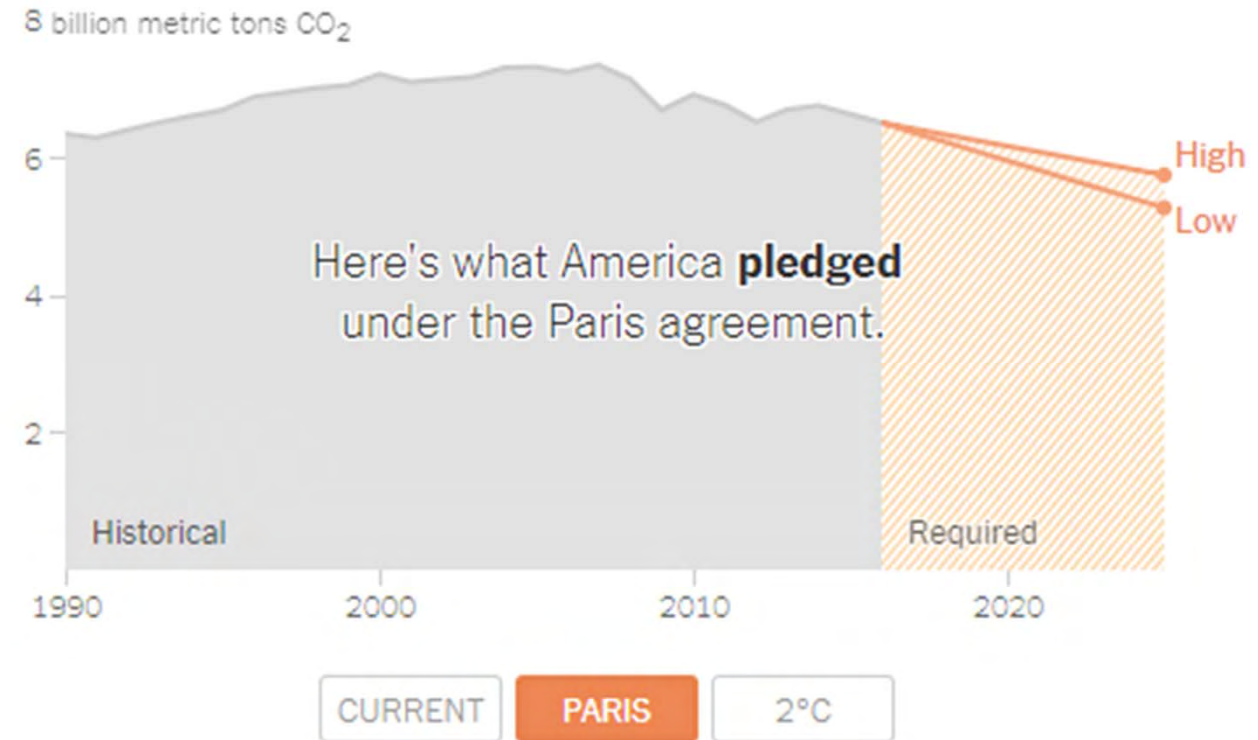 8 billion metric tons CO₂
6
High
Low
Here's what America pledged
4
under the Paris agreement.
2
Historical
Required
1990 2000 2010 2020
CURRENT PARIS 2°C